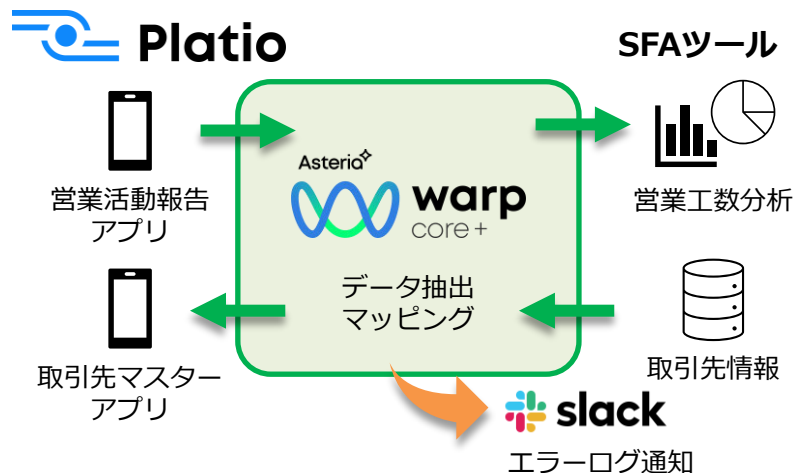 Platio
SFAツール
営業活動報告
アプリ
Asteria
warp
core+
営業工数分析
データ抽出
マッピング
取引先マスター
アプリ
取引先情報
slack
エラーログ通知